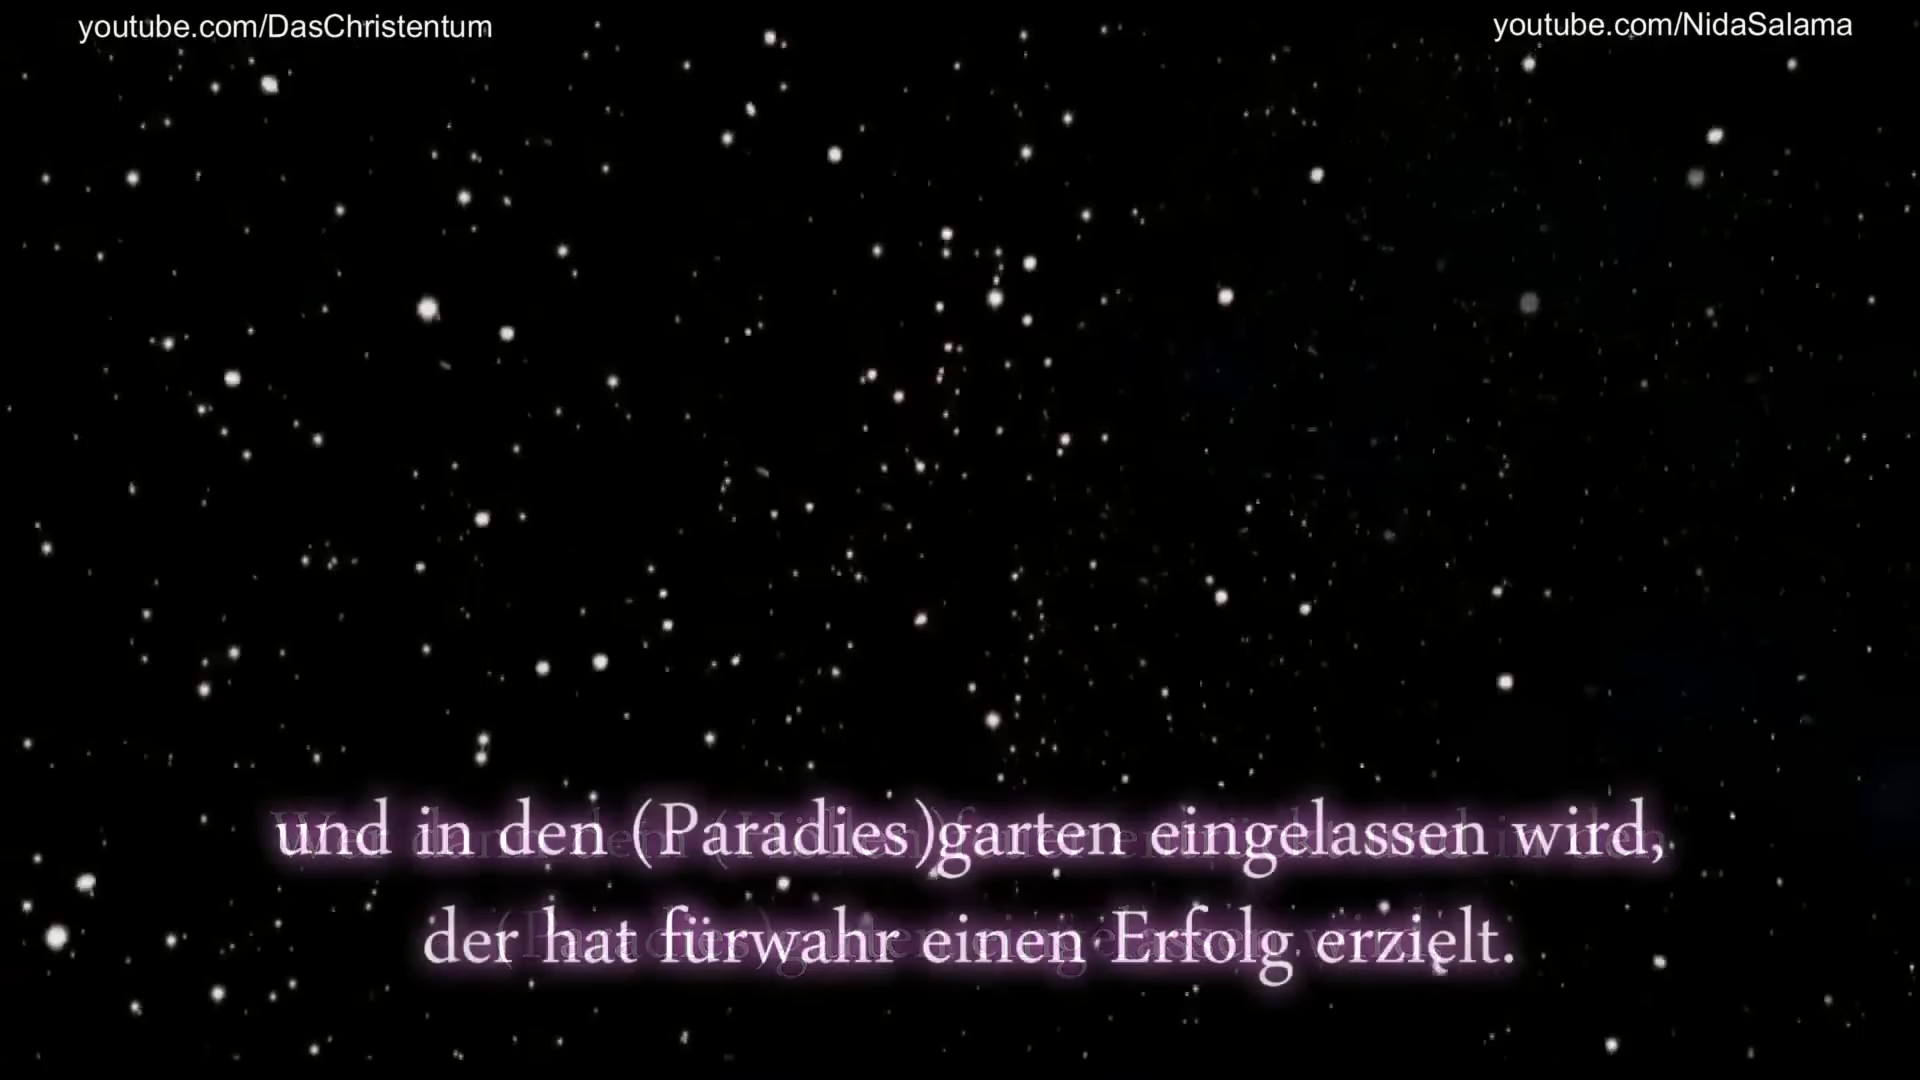 youtube.com/DasChristentum
youtube.com/NidaSalama
und in den (Paradies)garten eingelassen wird,
der hat fürwahr einen Erfolg erzielt.